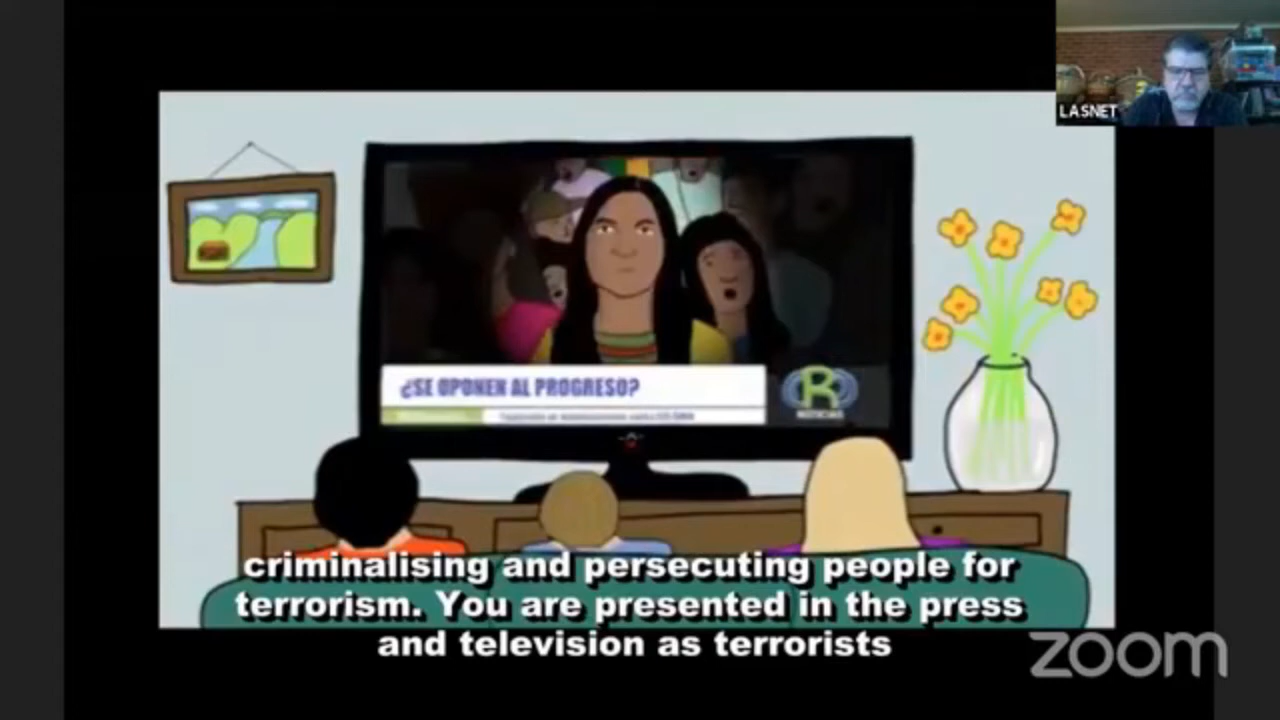 LASNET
¿SE OPONEN AL PROGRESO?
R
NOTICIAS
criminalising and persecuting people for
terrorism. You are presented in the press
and television as terrorists
zoom